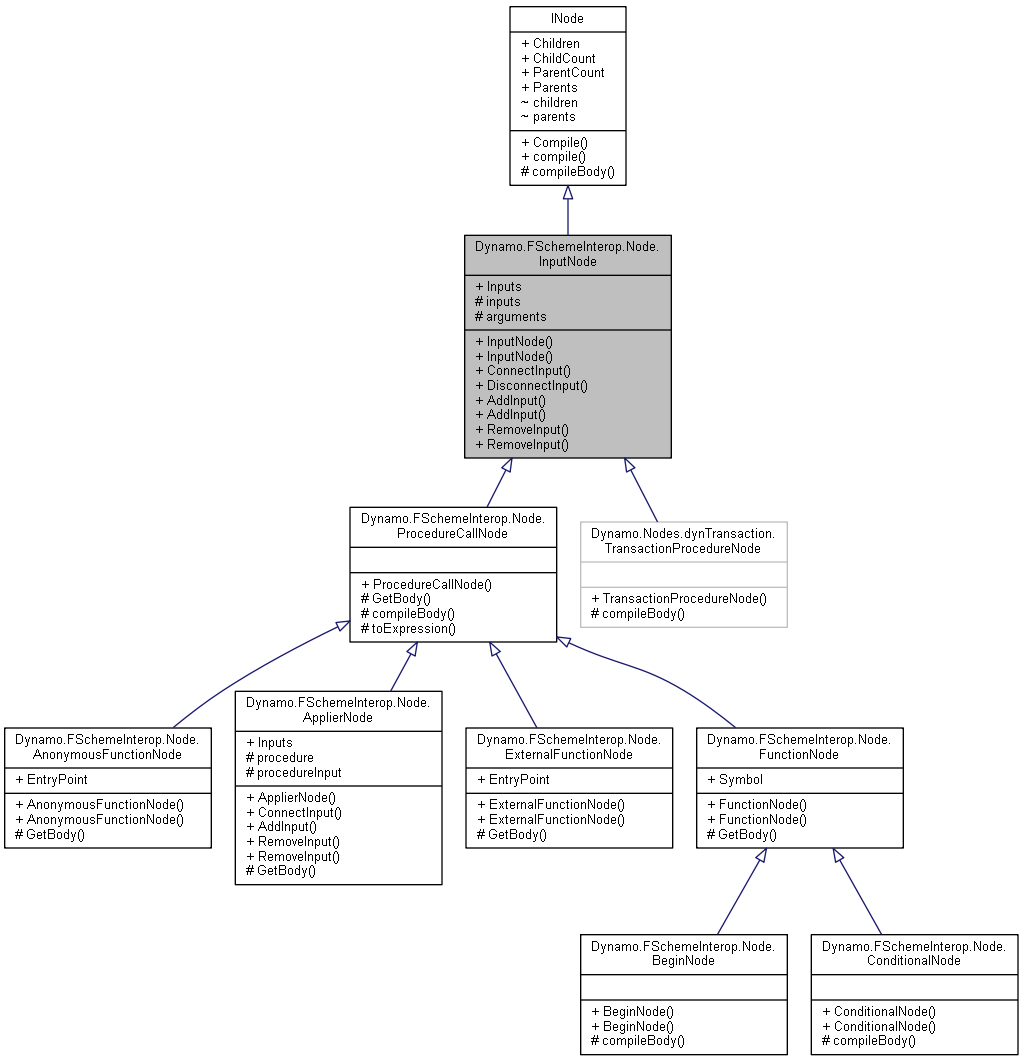 INode
+ Children
+ ChildCount
+ ParentCount
+ Parents
~ children
~ parents
+ Compile()
+ compile()
# compileBody()
Dynamo.FSchemeInterop.Node.
InputNode
+ Inputs
# inputs
# arguments
+ InputNode()
+ InputNode()
+ ConnectInput()
+ DisconnectInput()
+ AddInput()
+ AddInput()
+ RemoveInput()
+ RemoveInput()
Dynamo.FSchemeInterop.Node.
ProcedureCallNode
+ ProcedureCallNode()
# GetBody()
# compileBody()
# toExpression()
Dynamo.Nodes.dynTransaction.
TransactionProcedureNode
+ TransactionProcedureNode()
# compileBody()
Dynamo.FSchemeInterop.Node.
AnonymousFunctionNode
+ EntryPoint
+ AnonymousFunctionNode()
+ AnonymousFunctionNode()
# GetBody()
Dynamo.FSchemeInterop.Node.
ApplierNode
+ Inputs
# procedure
# procedureInput
+ ApplierNode()
+ ConnectInput()
+ AddInput()
+ RemoveInput()
+ RemoveInput()
# GetBody()
Dynamo.FSchemeInterop.Node.
ExternalFunctionNode
+ EntryPoint
+ ExternalFunctionNode()
+ ExternalFunctionNode()
# GetBody()
Dynamo.FSchemeInterop.Node.
FunctionNode
+ Symbol
+ FunctionNode()
+ FunctionNode()
# GetBody()
Dynamo.FSchemeInterop.Node.
BeginNode
+ BeginNode()
+ BeginNode()
# compileBody()
Dynamo.FSchemeInterop.Node.
ConditionalNode
+ ConditionalNode()
+ ConditionalNode()
# compileBody()